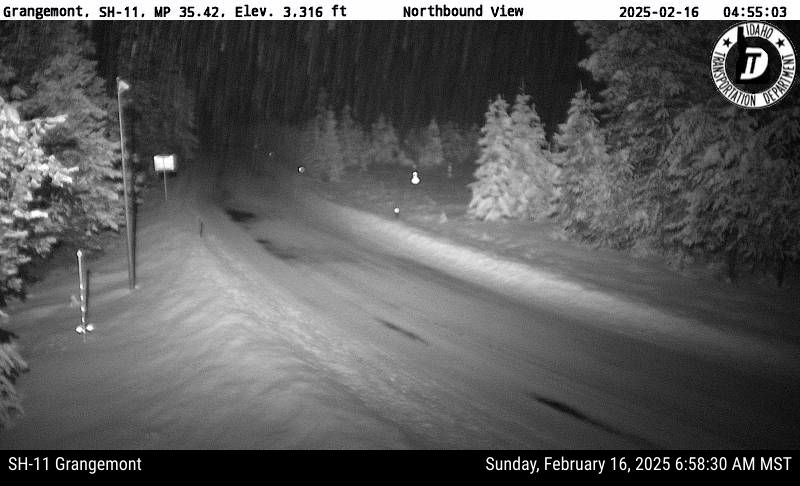 Grangemont, SH-11, MP 35.42, Elev. 3,316 ft Northbound View 2025-02-16 04:55:03
IDAHO
TRANSPORTATION DEPARTMENT
SH-11 Grangemont Sunday, February 16, 2025 6:58:30 AM MST